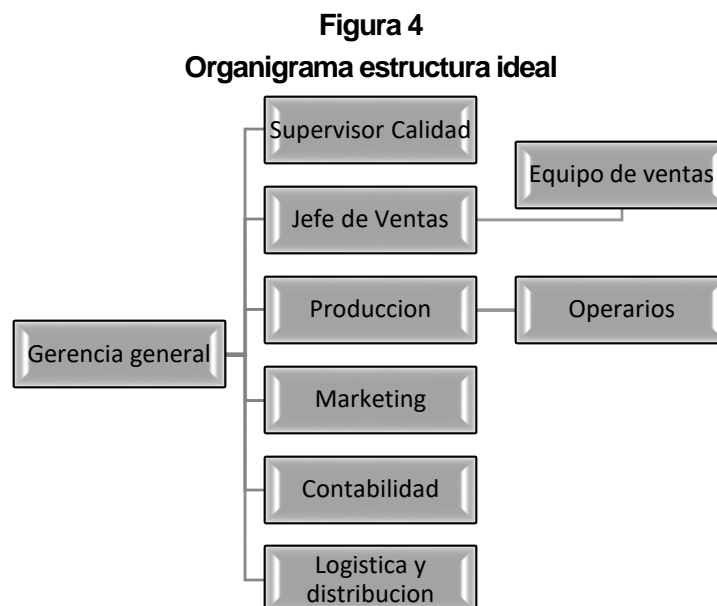 Figura 4
Organigrama estructura ideal
Supervisor Calidad
Equipo de ventas
Jefe de Ventas
Produccion
Operarios
Gerencia general
Marketing
Contabilidad
Logistica y
distribucion